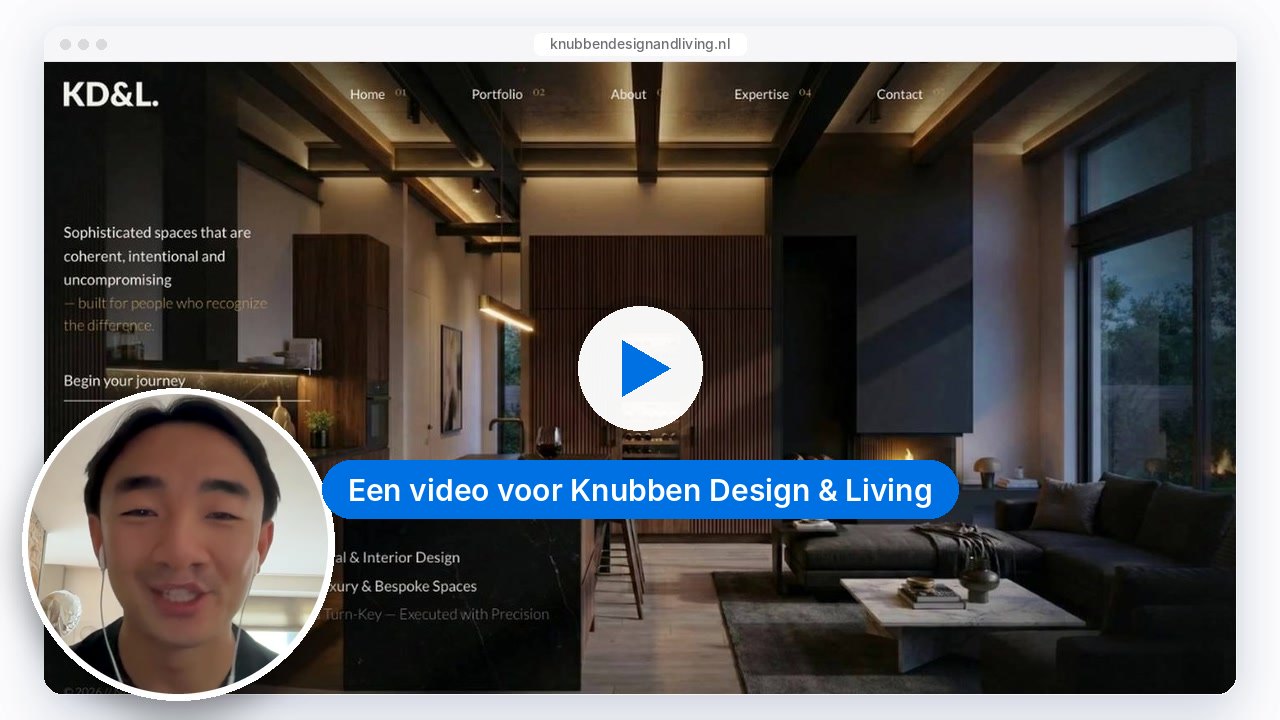 knubbendesignandliving.nl
KD&L.
Home 01
Portfolio 02
About
Expertise 04
Contact
Sophisticated spaces that are
coherent, intentional and
uncompromising
— built for people who recognize
the difference.
Begin your journey
Een video voor Knubben Design & Living
& Interior Design
& Bespoke Spaces
Turn-Key — Executed with Precision
© 2026